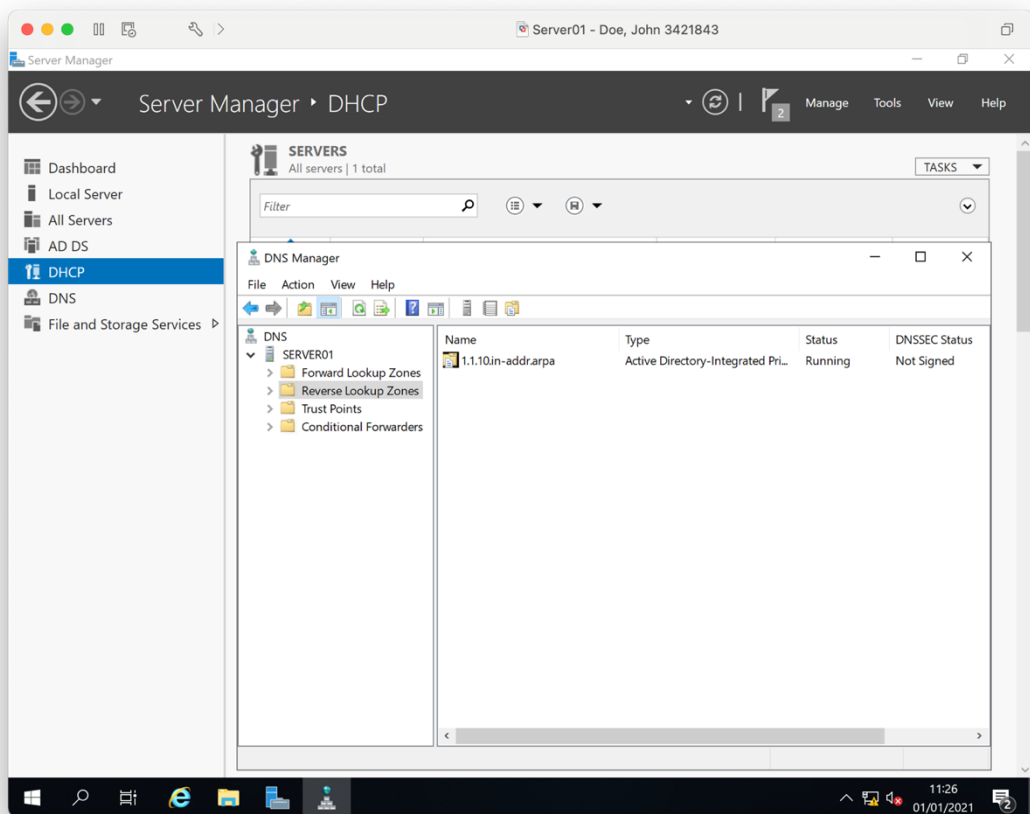 Server01 - Doe, John 3421843
Server Manager
Server Manager ‣ DHCP
2
Manage Tools View Help
Dashboard
Local Server
All Servers
AD DS
DHCP
DNS
File and Storage Services
SERVERS
All servers | 1 total
TASKS
Filter
DNS Manager
File Action View Help
DNS
SERVER01
Forward Lookup Zones
Reverse Lookup Zones
Trust Points
Conditional Forwarders
Name Type Status DNSSEC Status
1.1.10.in-addr.arpa Active Directory-Integrated Pri... Running Not Signed
11:26
01/01/2021
2